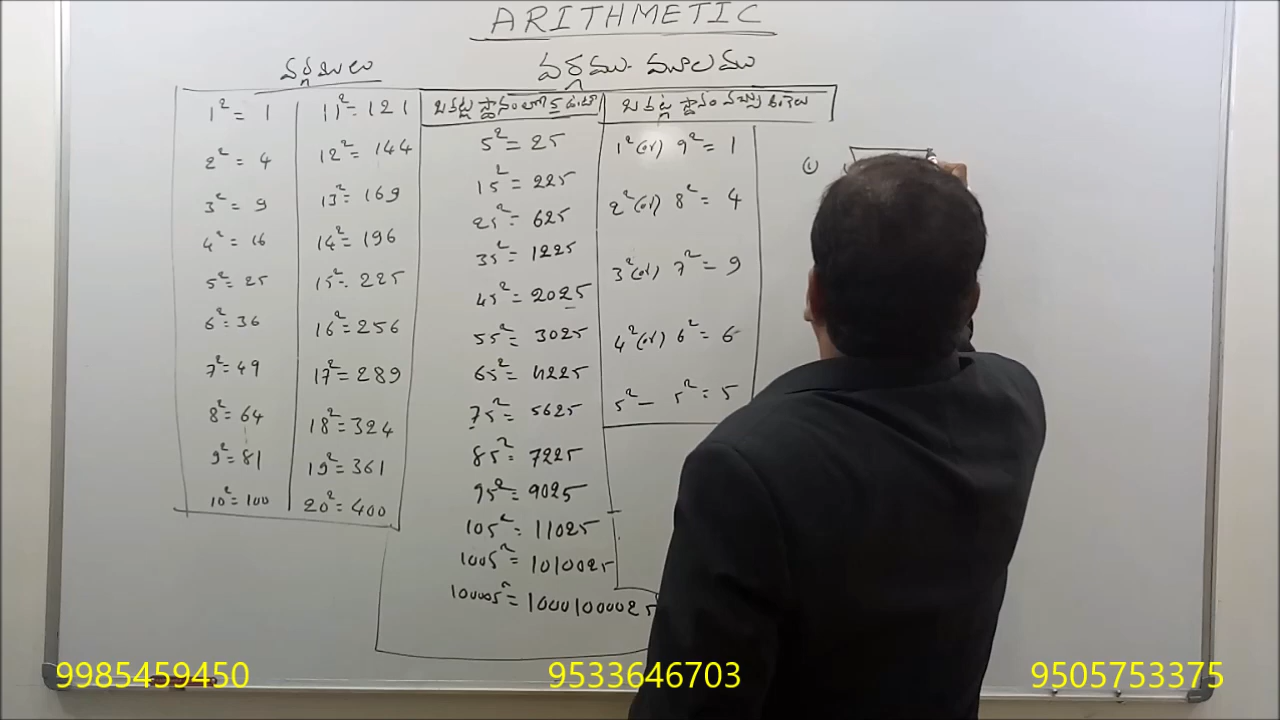 ARITHMETIC
వర్గములు
వర్గము - మూలము
1² = 1
2² = 4
3² = 9
4² = 16
5² = 25
6² = 36
7² = 49
8² = 64
9² = 81
10² = 100
11² = 121
12² = 144
13² = 169
14² = 196
15² = 225
16² = 256
17² = 289
18² = 324
19² = 361
20² = 400
5² = 25
15² = 225
25² = 625
35² = 1225
45² = 2025
55² = 3025
65² = 4225
75² = 5625
85² = 7225
95² = 9025
105² = 11025
1005² = 1010025
10005² = 10001000025
ఒకట్ల స్థానం
1² (or) 9² = 1
2² (or) 8² = 4
3² (or) 7² = 9
4² (or) 6² = 6
5² – 5² = 5
①
9985459450
9533646703
9505753375